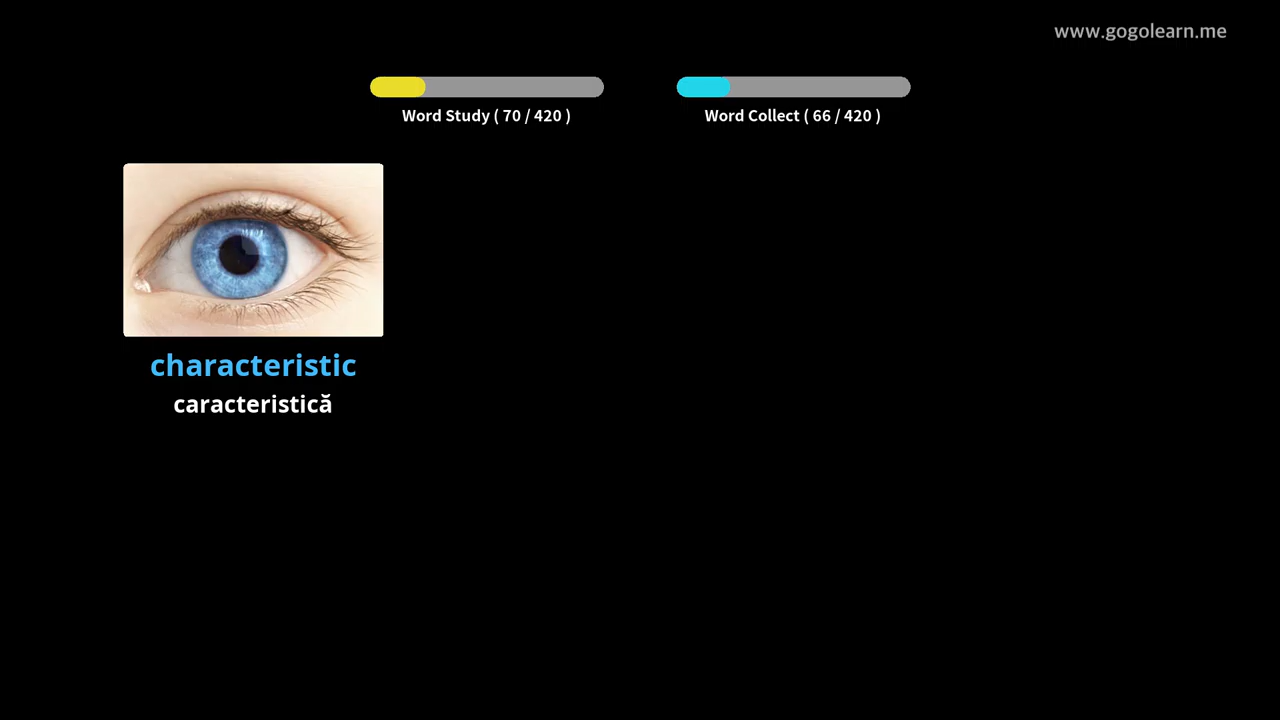 www.gogolearn.me
Word Study ( 70 / 420 )
Word Collect ( 66 / 420 )
characteristic
caracteristică